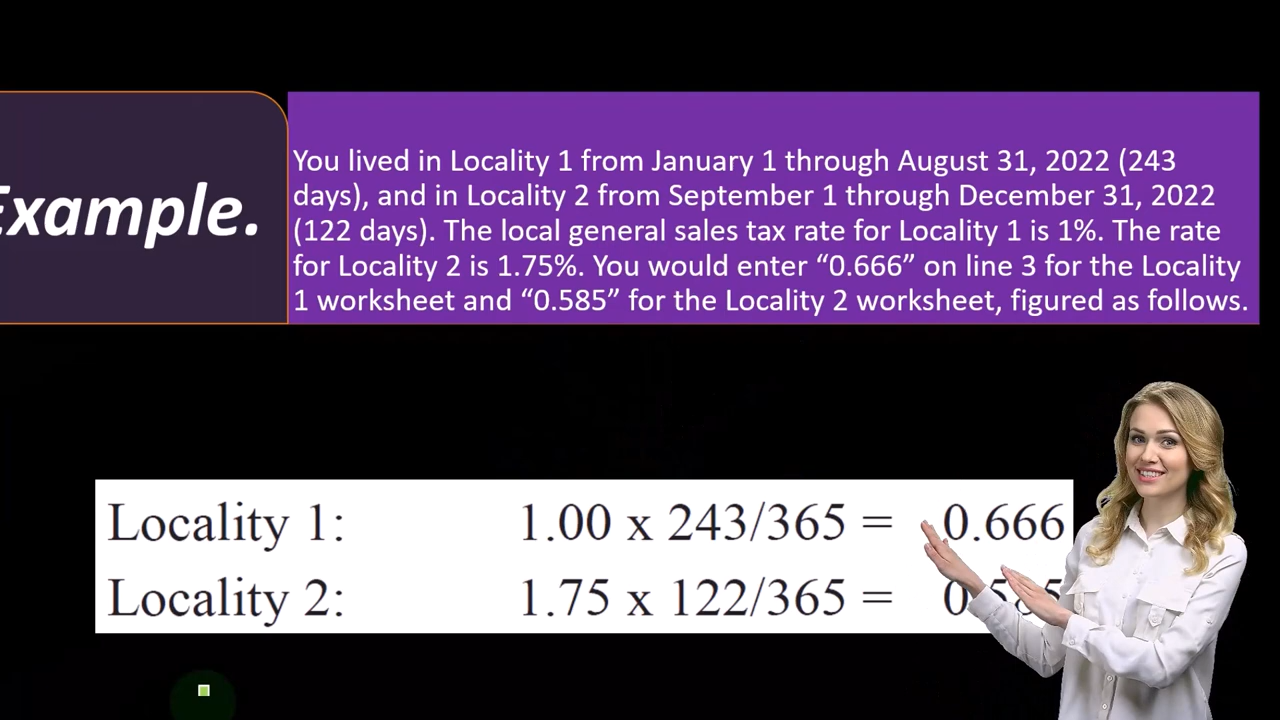 Example.
You lived in Locality 1 from January 1 through August 31, 2022 (243
days), and in Locality 2 from September 1 through December 31, 2022
(122 days). The local general sales tax rate for Locality 1 is 1%. The rate
for Locality 2 is 1.75%. You would enter “0.666” on line 3 for the Locality
1 worksheet and “0.585” for the Locality 2 worksheet, figured as follows.
Locality 1: 1.00 x 243/365 = 0.666
Locality 2: 1.75 x 122/365 = 0.585